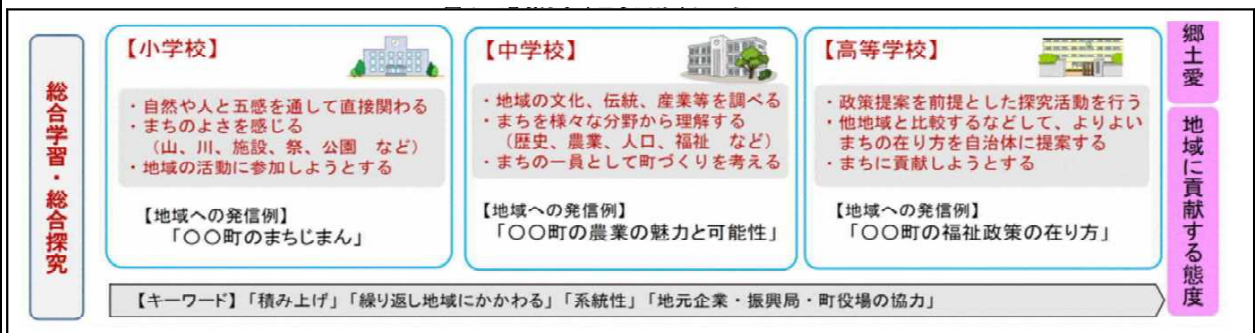 総合学習・総合探究
【小学校】
・自然や人と五感を通して直接関わる
・まちのよさを感じる
（山、川、施設、祭、公園　など）
・地域の活動に参加しようとする
【地域への発信例】
「〇〇町のまちじまん」
【中学校】
・地域の文化、伝統、産業等を調べる
・まちを様々な分野から理解する
（歴史、農業、人口、福祉　など）
・まちの一員として町づくりを考える
【地域への発信例】
「〇〇町の農業の魅力と可能性」
【高等学校】
・政策提案を前提とした探究活動を行う
・他地域と比較するなどして、よりよい
まちの在り方を自治体に提案する
・まちに貢献しようとする
【地域への発信例】
「〇〇町の福祉政策の在り方」
郷土愛
地域に貢献する態度
【キーワード】「積み上げ」「繰り返し地域にかかわる」「系統性」「地元企業・振興局・町役場の協力」